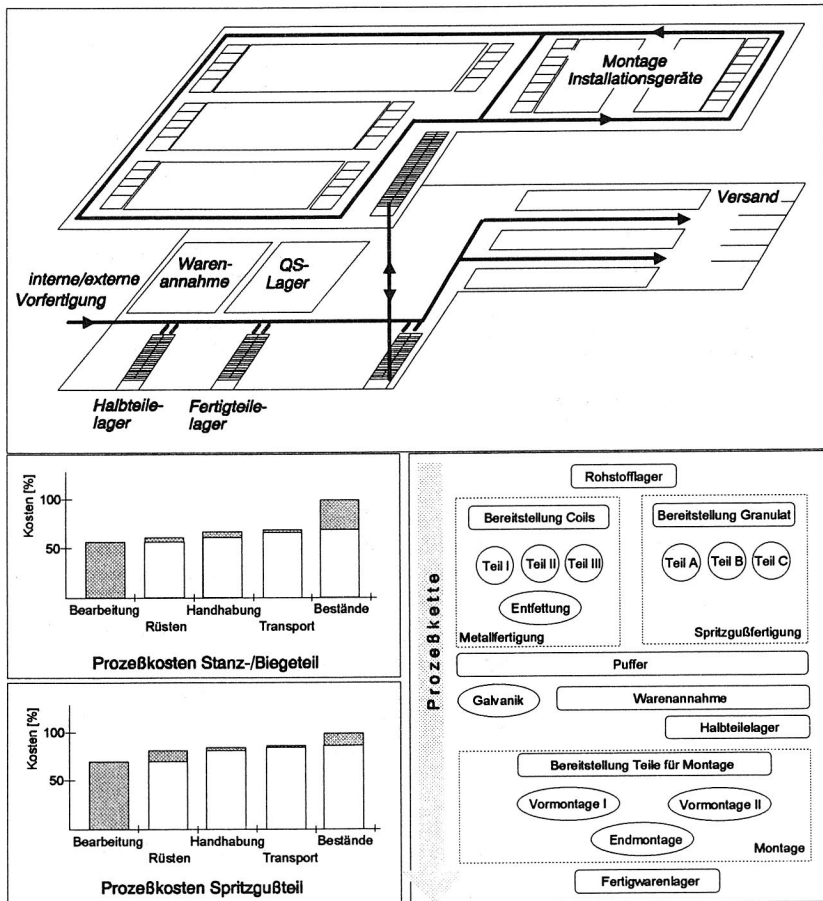 Montage
Installationsgeräte
Versand
Waren-
annahme
QS-
Lager
interne/externe
Vorfertigung
Halbteile-
lager
Fertigteile-
lager
Kosten [%]
100
50
Bearbeitung
Rüsten
Handhabung
Transport
Bestände
Prozeßkosten Stanz-/Biegeteil
Kosten [%]
100
50
Bearbeitung
Rüsten
Handhabung
Transport
Bestände
Prozeßkosten Spritzgußteil
Prozeßkette
Rohstofflager
Bereitstellung Coils
Teil I
Teil II
Teil III
Entfettung
Metallfertigung
Bereitstellung Granulat
Teil A
Teil B
Teil C
Spritzgußfertigung
Puffer
Galvanik
Warenannahme
Halbteilelager
Bereitstellung Teile für Montage
Vormontage I
Vormontage II
Endmontage
Montage
Fertigwarenlager